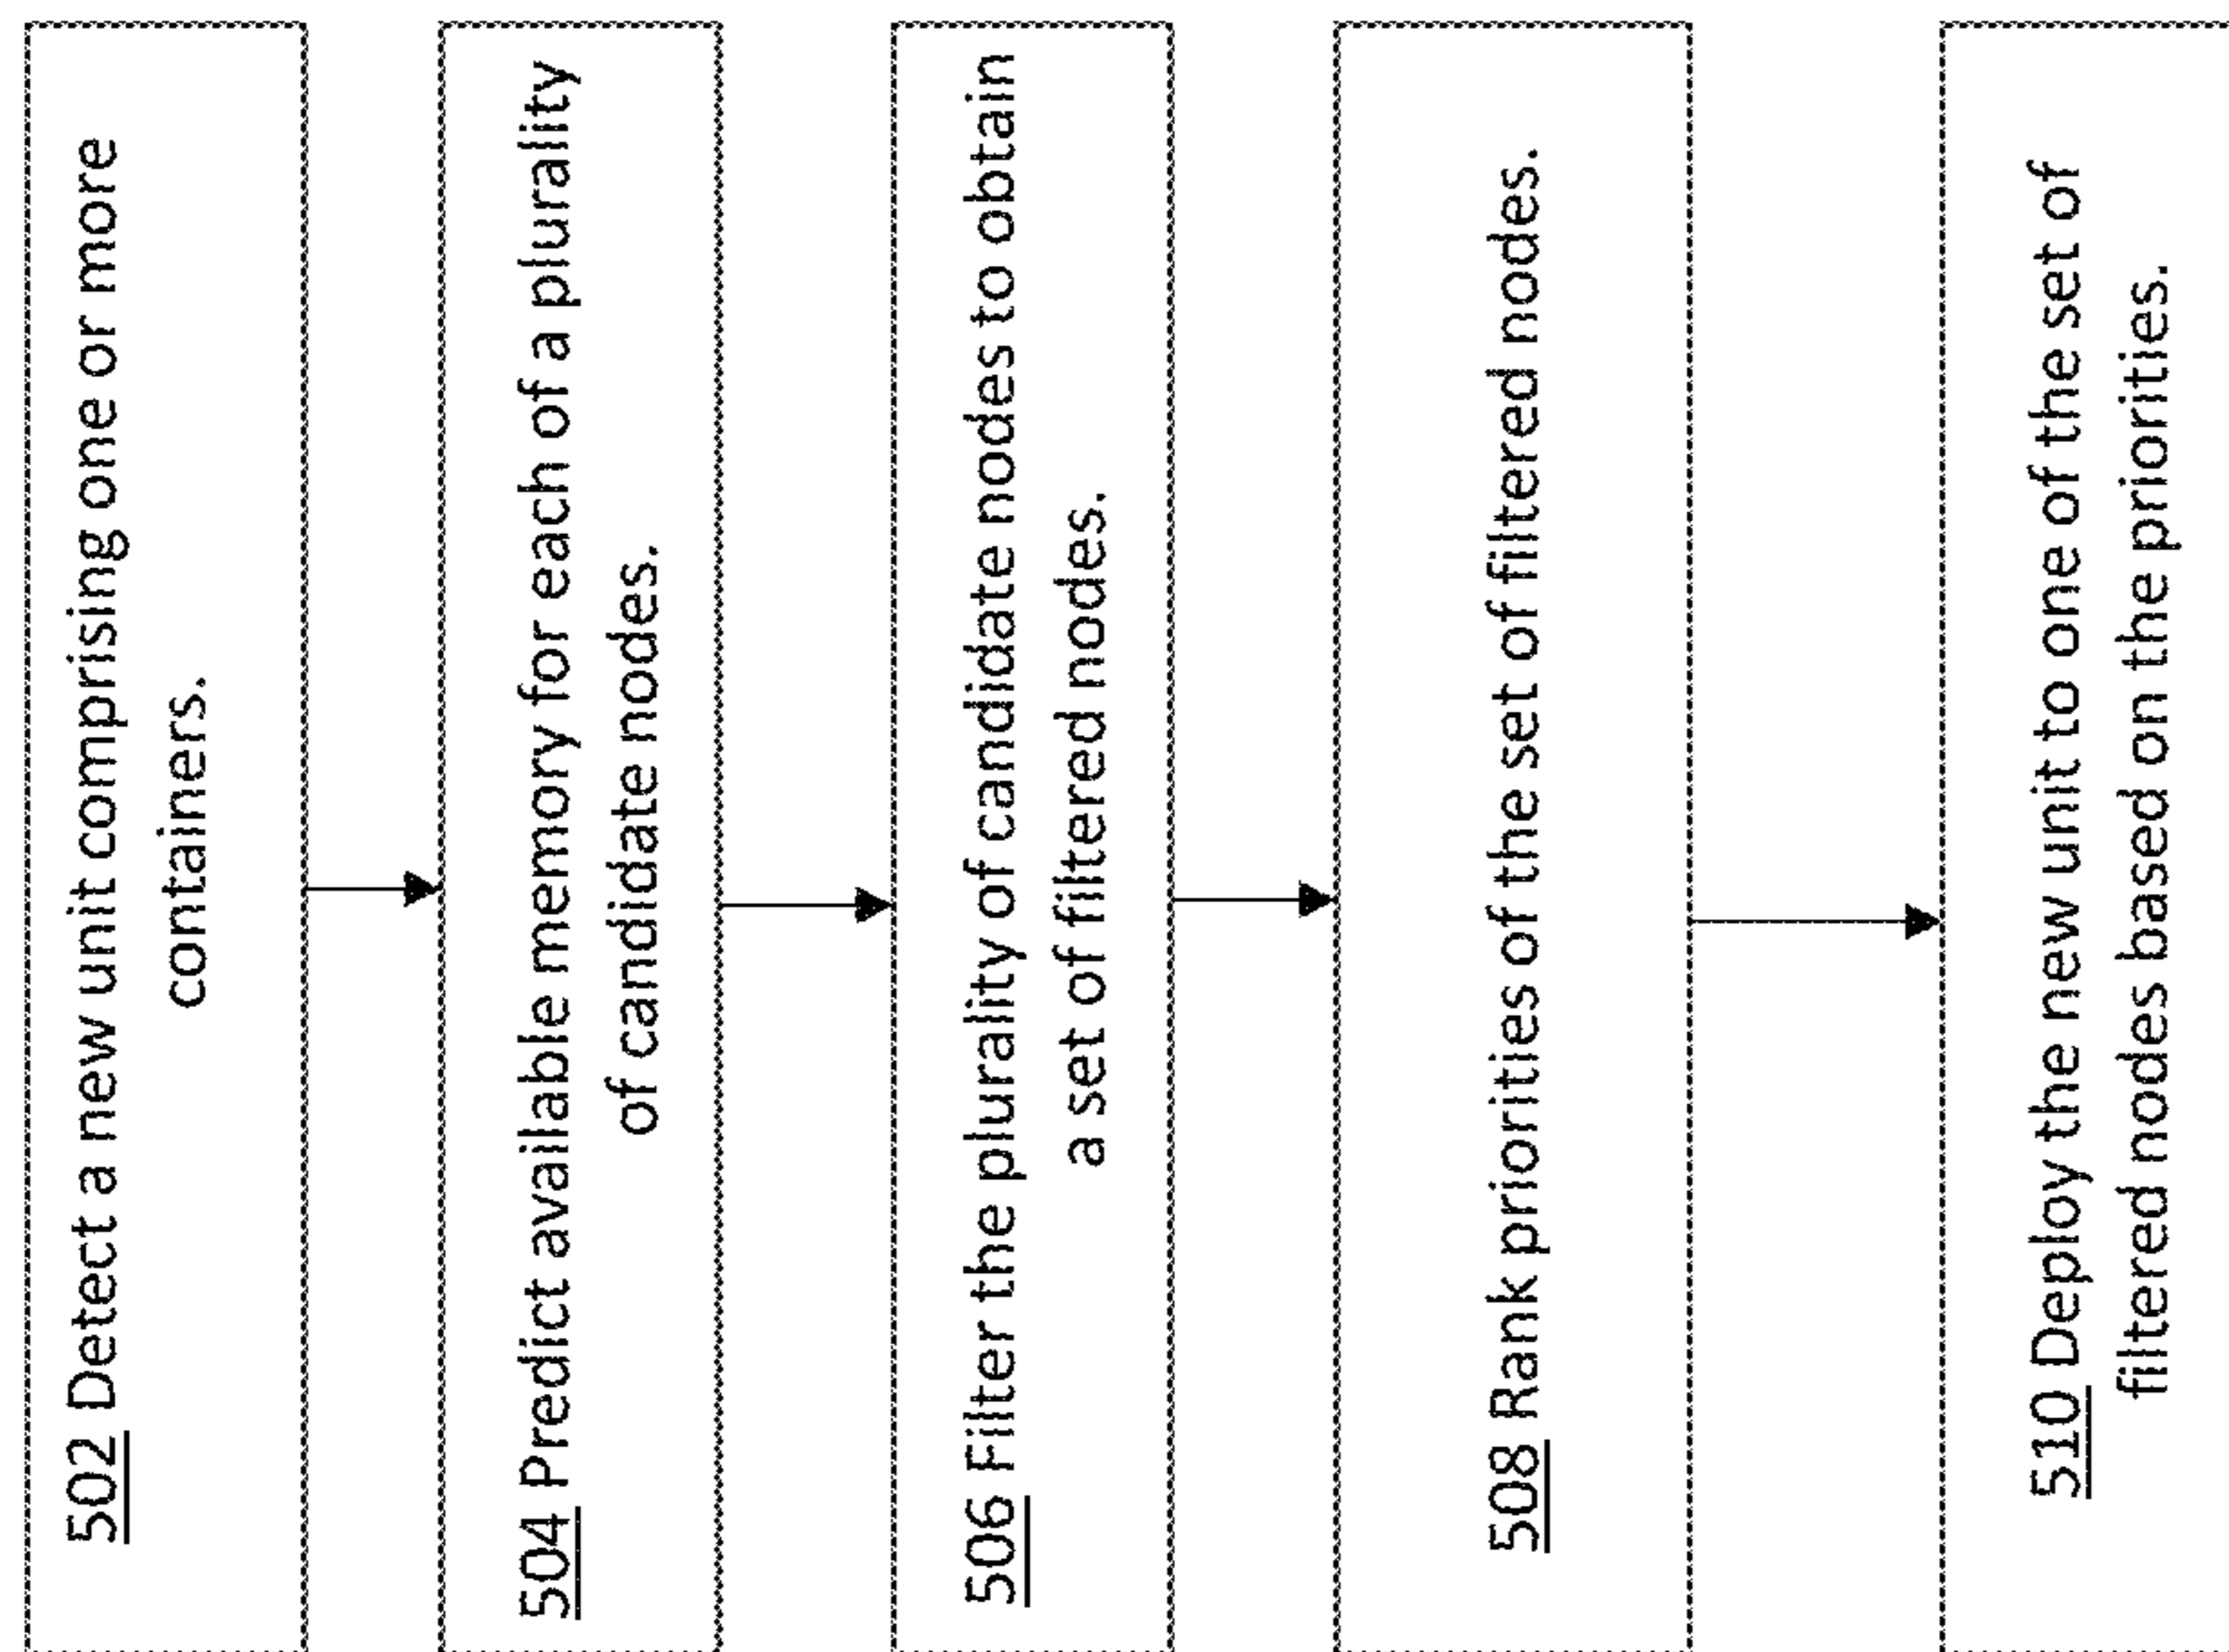 502 Detect a new unit comprising one or more
containers.
504 Predict available memory for each of a plurality
of candidate nodes.
506 Filter the plurality of candidate nodes to obtain
a set of filtered nodes.
508 Rank priorities of the set of filtered nodes.
510 Deploy the new unit to one of the set of
filtered nodes based on the priorities.